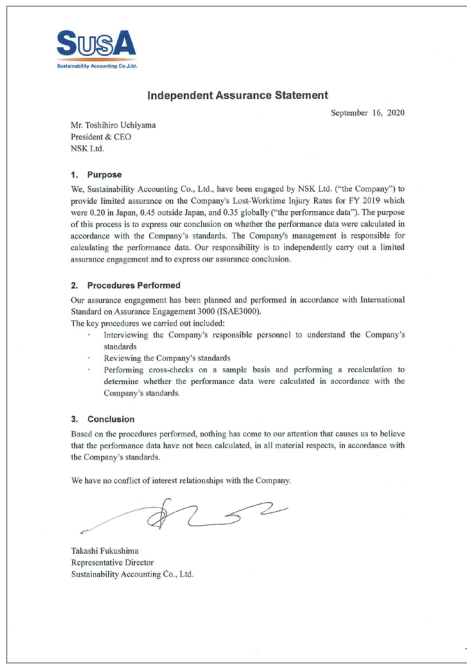 SUSA
Sustainability Accounting Co.,Ltd.
Independent Assurance Statement
September 16, 2020
Mr. Toshihiro Uchiyama
President & CEO
NSK Ltd.
1. Purpose
We, Sustainability Accounting Co., Ltd., have been engaged by NSK Ltd. (“the Company”) to
provide limited assurance on the Company's Lost-Worktime Injury Rates for FY 2019 which
were 0.20 in Japan, 0.45 outside Japan, and 0.35 globally (“the performance data”). The purpose
of this process is to express our conclusion on whether the performance data were calculated in
accordance with the Company’s standards. The Company's management is responsible for
calculating the performance data. Our responsibility is to independently carry out a limited
assurance engagement and to express our assurance conclusion.
2. Procedures Performed
Our assurance engagement has been planned and performed in accordance with International
Standard on Assurance Engagement 3000 (ISAE3000).
The key procedures we carried out included:
· Interviewing the Company’s responsible personnel to understand the Company’s
standards
· Reviewing the Company’s standards
· Performing cross-checks on a sample basis and performing a recalculation to
determine whether the performance data were calculated in accordance with the
Company’s standards.
3. Conclusion
Based on the procedures performed, nothing has come to our attention that causes us to believe
that the performance data have not been calculated, in all material respects, in accordance with
the Company’s standards.
We have no conflict of interest relationships with the Company.
Takashi Fukushima
Representative Director
Sustainability Accounting Co., Ltd.